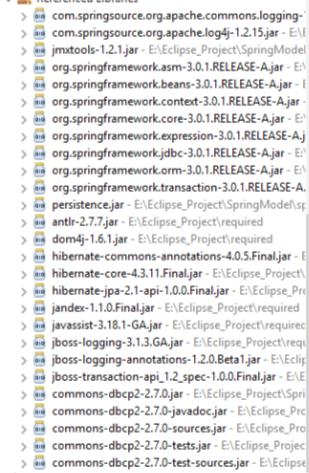 Referenced Libraries
com.springsource.org.apache.commons.logging-
com.springsource.org.apache.log4j-1.2.15.jar - E:\E
jmxtools-1.2.1.jar - E:\Eclipse_Project\SpringModel
org.springframework.asm-3.0.1.RELEASE-A.jar - E:
org.springframework.beans-3.0.1.RELEASE-A.jar -
org.springframework.context-3.0.1.RELEASE-A.jar
org.springframework.core-3.0.1.RELEASE-A.jar - E:
org.springframework.expression-3.0.1.RELEASE-A.j
org.springframework.jdbc-3.0.1.RELEASE-A.jar - E:
org.springframework.orm-3.0.1.RELEASE-A.jar - E:
org.springframework.transaction-3.0.1.RELEASE-A.
persistence.jar - E:\Eclipse_Project\SpringModel\sp
antlr-2.7.7.jar - E:\Eclipse_Project\required
dom4j-1.6.1.jar - E:\Eclipse_Project\required
hibernate-commons-annotations-4.0.5.Final.jar - E
hibernate-core-4.3.11.Final.jar - E:\Eclipse_Project\
hibernate-jpa-2.1-api-1.0.0.Final.jar - E:\Eclipse_Pr
jandex-1.1.0.Final.jar - E:\Eclipse_Project\required
javassist-3.18.1-GA.jar - E:\Eclipse_Project\required
jboss-logging-3.1.3.GA.jar - E:\Eclipse_Project\requ
jboss-logging-annotations-1.2.0.Beta1.jar - E:\Eclip
jboss-transaction-api_1.2_spec-1.0.0.Final.jar - E:\E
commons-dbcp2-2.7.0.jar - E:\Eclipse_Project\Spri
commons-dbcp2-2.7.0-javadoc.jar - E:\Eclipse_Pro
commons-dbcp2-2.7.0-sources.jar - E:\Eclipse_Proj
commons-dbcp2-2.7.0-tests.jar - E:\Eclipse_Projec
commons-dbcp2-2.7.0-test-sources.jar - E:\Eclipse